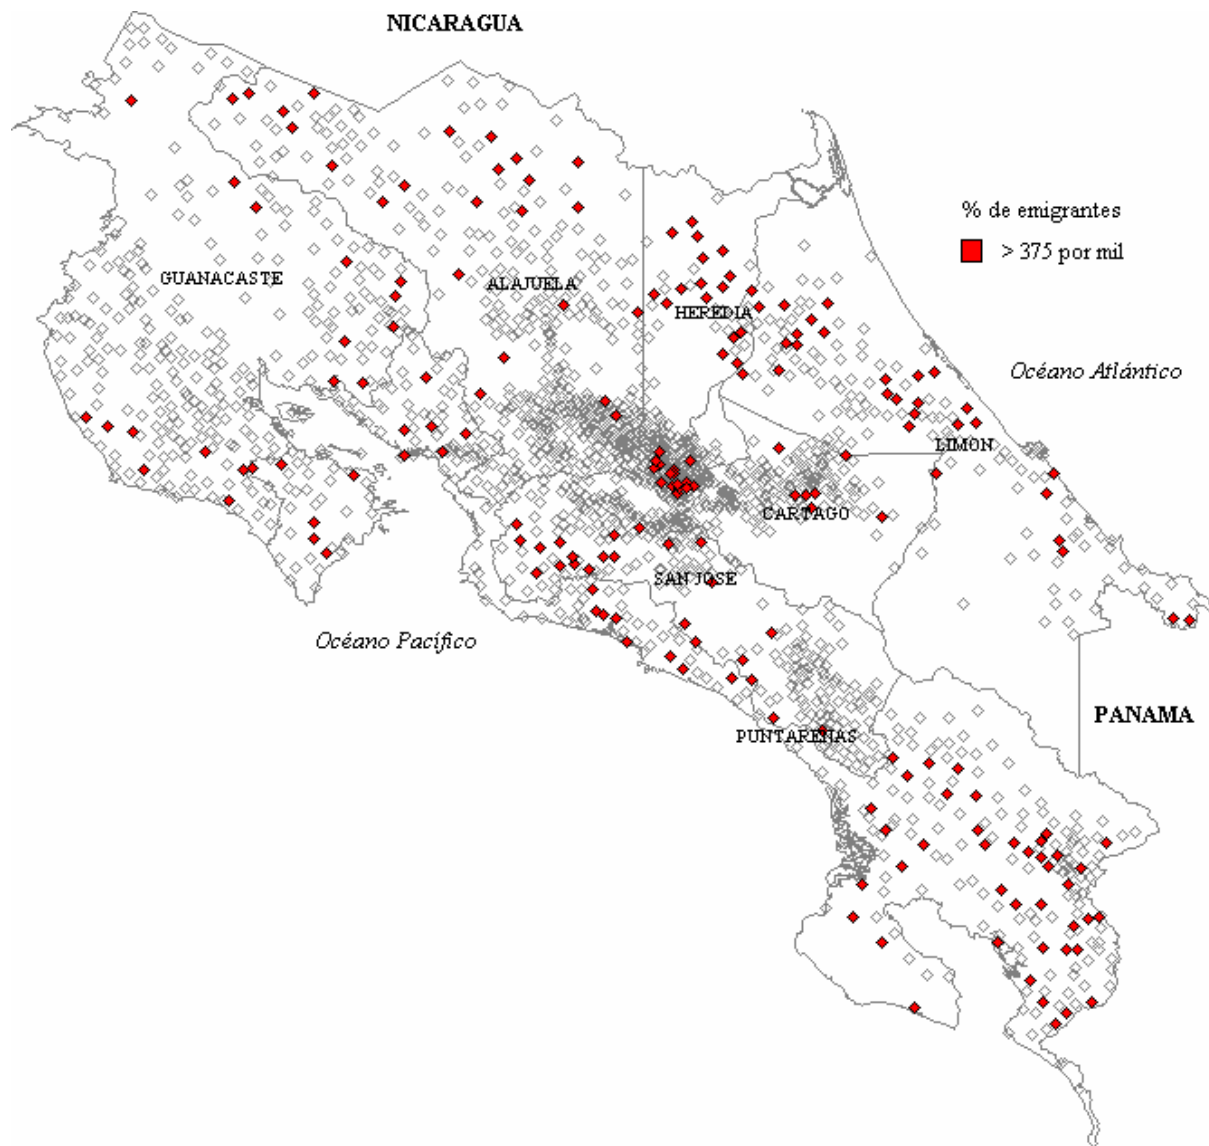 NICARAGUA
% de emigrantes
> 375 por mil
GUANACASTE
ALAJUELA
HEREDIA
Océano Atlántico
LIMON
CARTAGO
SAN JOSE
Océano Pacífico
PANAMA
PUNTARENAS